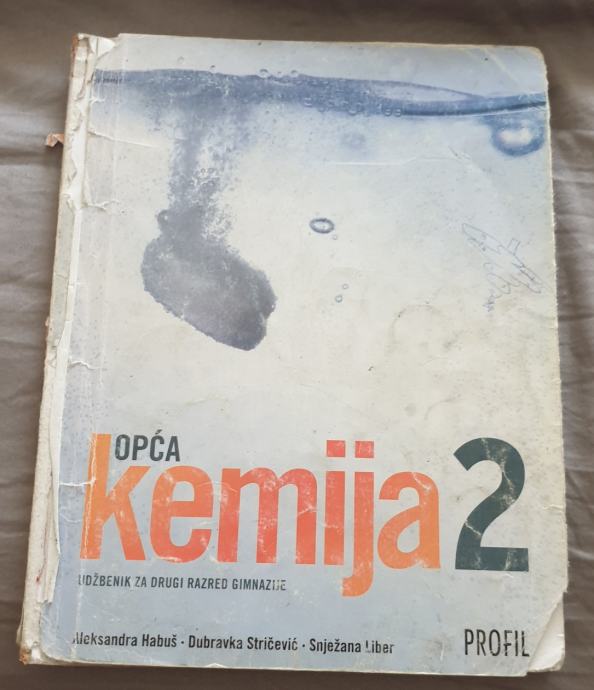 OPĆA
kemija 2
UDŽBENIK ZA DRUGI RAZRED GIMNAZIJE
Aleksandra Habuš · Dubravka Stričević · Snježana Liber
PROFIL